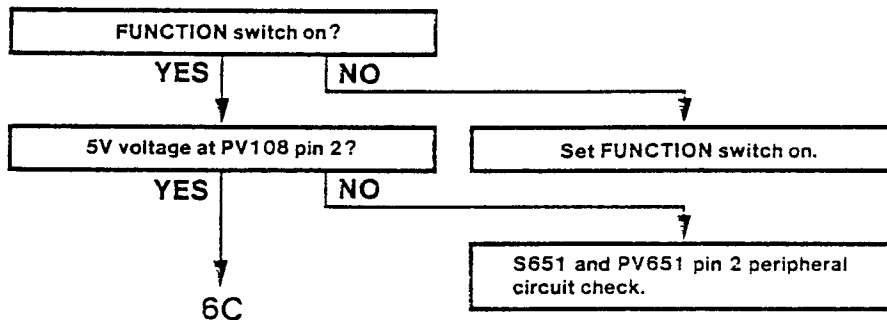 FUNCTION switch on?
YES
NO
5V voltage at PV108 pin 2?
Set FUNCTION switch on.
YES
NO
S651 and PV651 pin 2 peripheral
circuit check.
6C